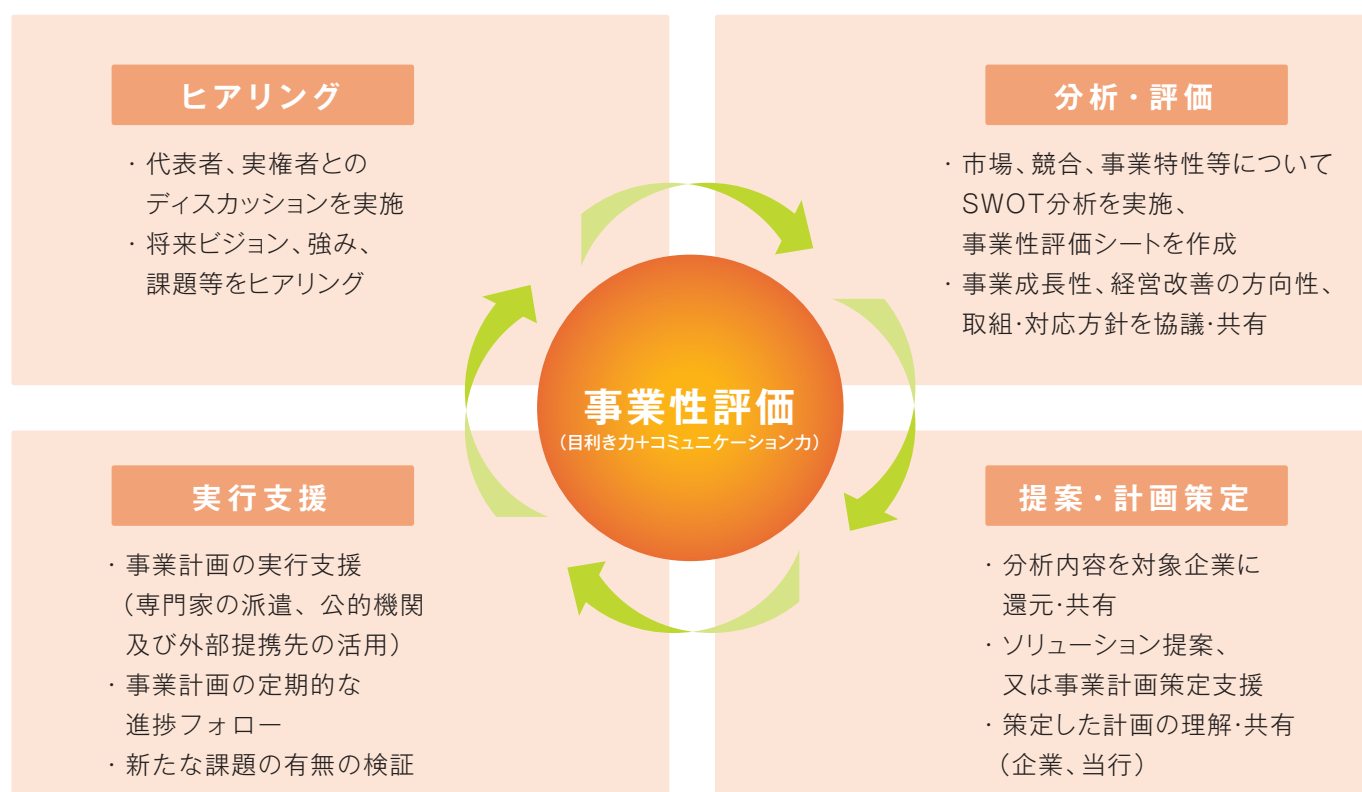 ヒアリング
・代表者、実権者との
ディスカッションを実施
・将来ビジョン、強み、
課題等をヒアリング
分析・評価
・市場、競合、事業特性等について
SWOT分析を実施、
事業性評価シートを作成
・事業成長性、経営改善の方向性、
取組・対応方針を協議・共有
事業性評価
（目利き力+コミュニケーション力）
実行支援
・事業計画の実行支援
（専門家の派遣、公的機関
及び外部提携先の活用）
・事業計画の定期的な
進捗フォロー
・新たな課題の有無の検証
提案・計画策定
・分析内容を対象企業に
還元・共有
・ソリューション提案、
又は事業計画策定支援
・策定した計画の理解・共有
（企業、当行）